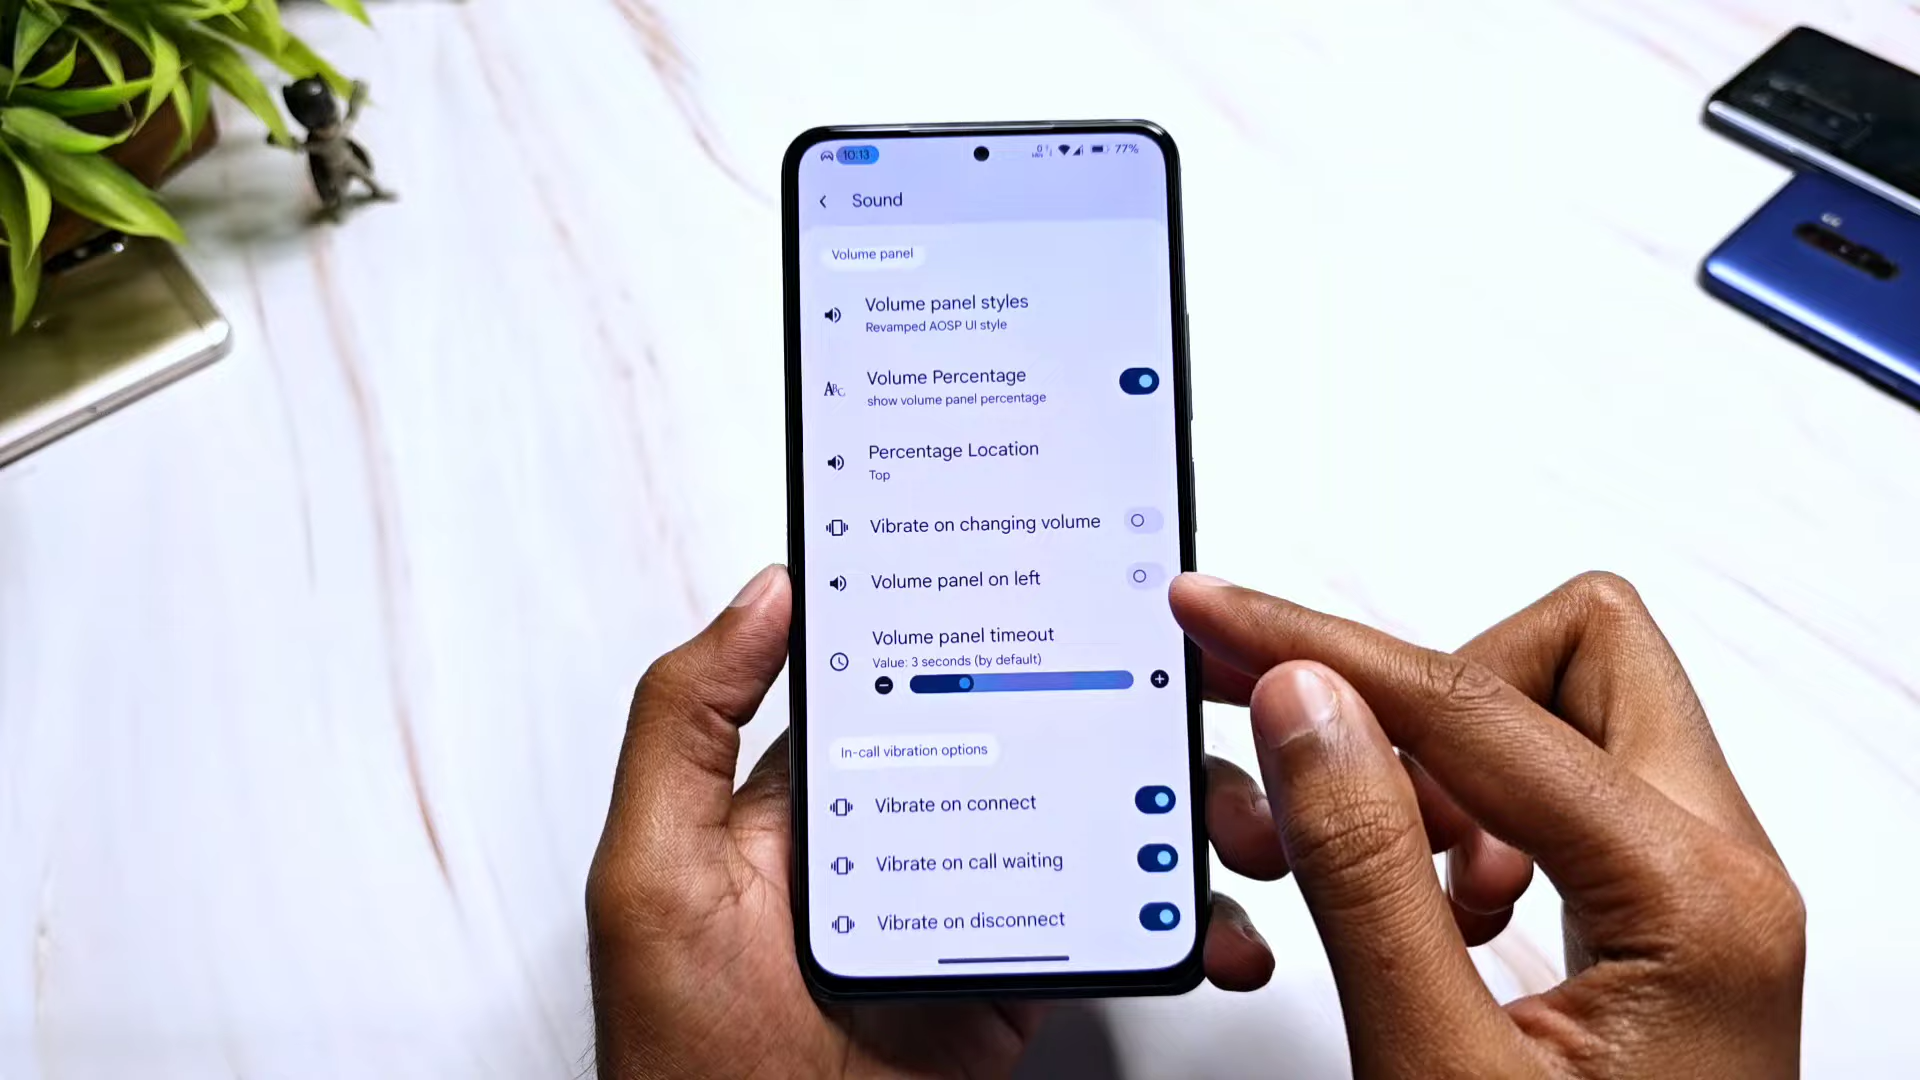 10:13
77%
Sound
Volume panel
Volume panel styles
Revamped AOSP UI style
Volume Percentage
show volume panel percentage
Percentage Location
Top
Vibrate on changing volume
Volume panel on left
Volume panel timeout
Value: 3 seconds (by default)
In-call vibration options
Vibrate on connect
Vibrate on call waiting
Vibrate on disconnect